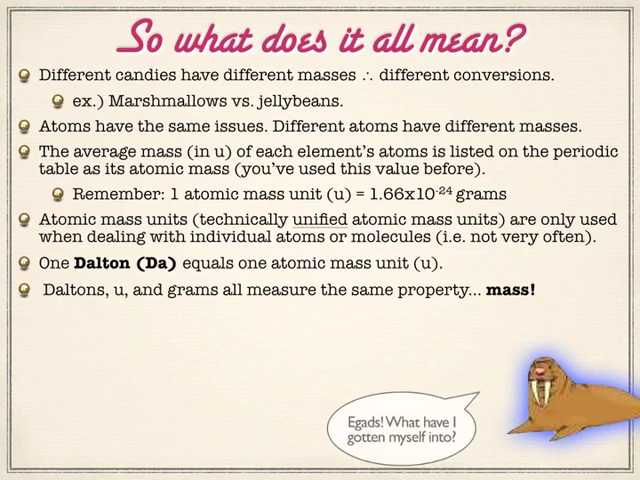 So what does it all mean?
Different candies have different masses ∴ different conversions.
ex.) Marshmallows vs. jellybeans.
Atoms have the same issues. Different atoms have different masses.
The average mass (in u) of each element's atoms is listed on the periodic
table as its atomic mass (you've used this value before).
Remember: 1 atomic mass unit (u) = 1.66x10⁻²⁴ grams
Atomic mass units (technically unified atomic mass units) are only used
when dealing with individual atoms or molecules (i.e. not very often).
One Dalton (Da) equals one atomic mass unit (u).
Daltons, u, and grams all measure the same property... mass!
Egads! What have I
gotten myself into?